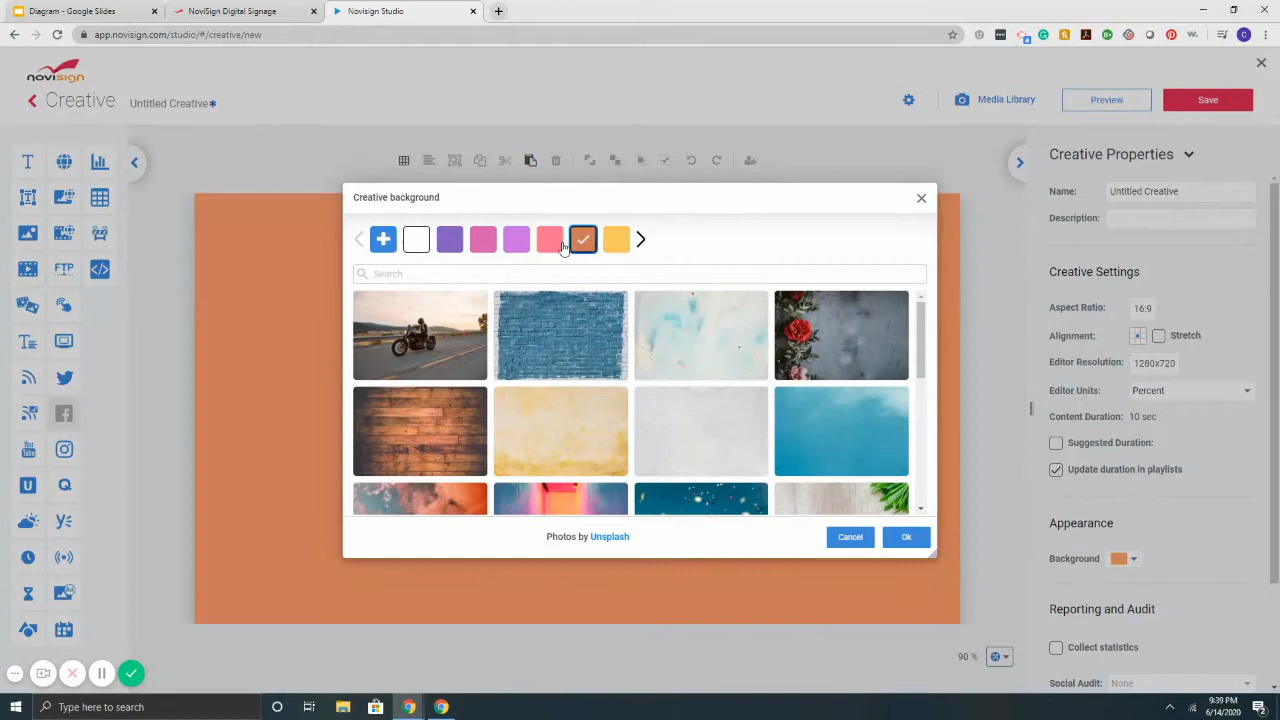 Diagram - Google Slides
NoviSign Digital Signage
Novisign Studio
app.novisign.com/studio/#/creative/new
novisign
Creative
Untitled Creative*
Media Library
Preview
Save
Creative background
Search
Photos by Unsplash
Cancel
Ok
Creative Properties
Name: Untitled Creative
Description:
Creative Settings
Aspect Ratio: 16:9
Alignment: Stretch
Editor Resolution: 1280x720
Editor Units: Percent
Content Duration: 10 sec
Suggested Duration:
Update duration in playlists
Appearance
Background
Reporting and Audit
Collect statistics
Social Audit: None
FTP
You
Tube
90 %
Type here to search
9:39 PM
6/14/2020